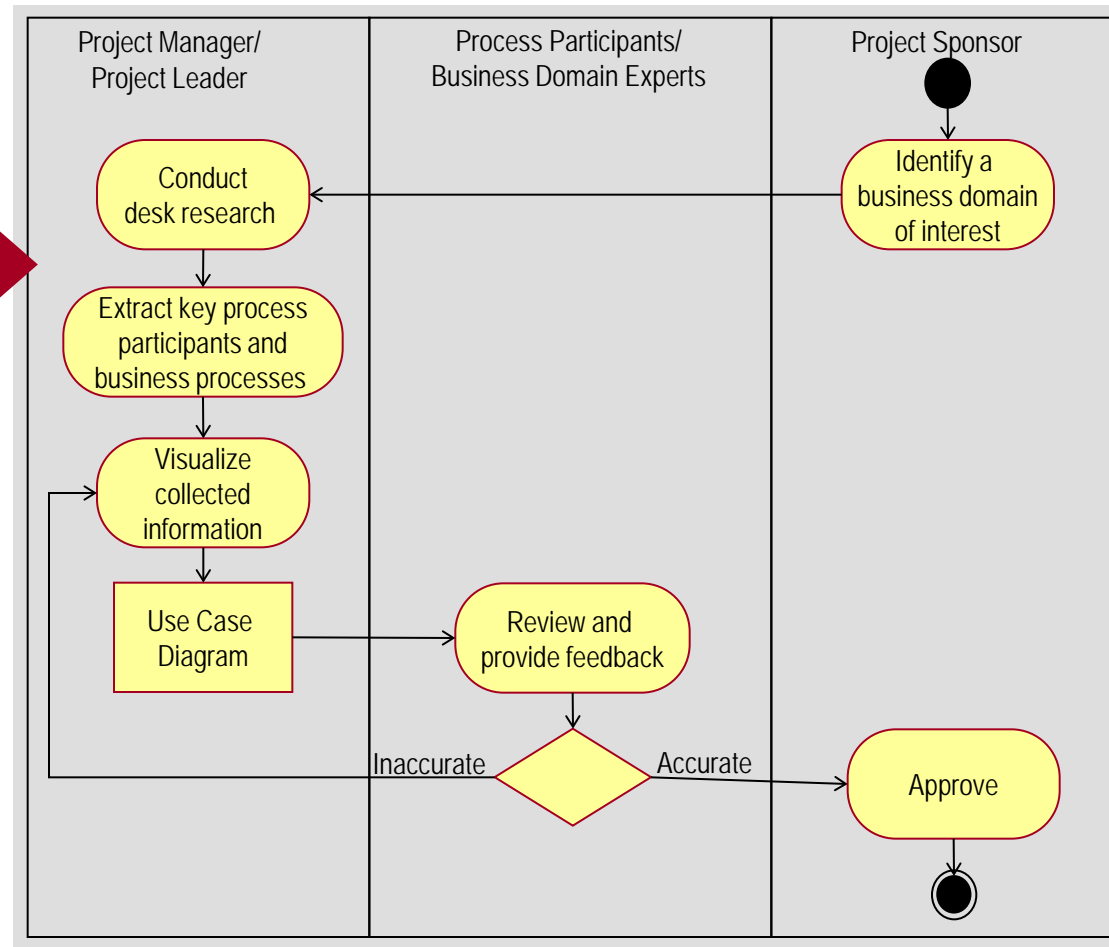 Project Manager/
Project Leader
Process Participants/
Business Domain Experts
Project Sponsor
Identify a
business domain
of interest
Conduct
desk research
Extract key process
participants and
business processes
Visualize
collected
information
Use Case
Diagram
Review and
provide feedback
Inaccurate
Accurate
Approve